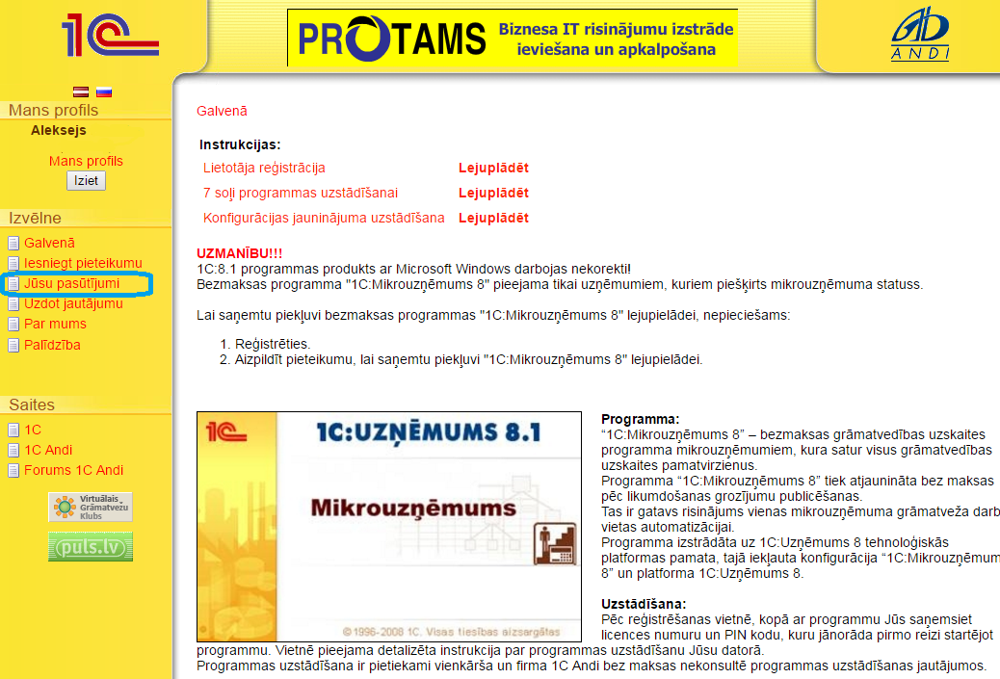 1C
PROTAMS
Biznesa IT risinājumu izstrāde
ieviešana un apkalpošana
ANDI
Mans profils
Aleksejs
Mans profils
Iziet
Izvēlne
Galvenā
Iesniegt pieteikumu
Jūsu pasūtījumi
Uzdot jautājumu
Par mums
Palīdzība
Saites
1C
1C Andi
Forums 1C Andi
Virtuālais
Grāmatvežu
Klubs
puls.lv
Galvenā
Instrukcijas:
Lietotāja reģistrācija Lejuplādēt
7 soļi programmas uzstādīšanai Lejuplādēt
Konfigurācijas jauninājuma uzstādīšana Lejuplādēt
UZMANĪBU!!!
1C:8.1 programmas produkts ar Microsoft Windows darbojas nekorekti!
Bezmaksas programma "1C:Mikrouzņēmums 8" pieejama tikai uzņēmumiem, kuriem piešķirts mikrouzņēmuma statuss.
Lai saņemtu piekļuvi bezmaksas programmas "1C:Mikrouzņēmums 8" lejupielādei, nepieciešams:
1. Reģistrēties.
2. Aizpildīt pieteikumu, lai saņemtu piekļuvi "1C:Mikrouzņēmums 8" lejupielādei.
1C
1C:UZŅĒMUMS 8.1
Mikrouzņēmums
©1996-2008 1C. Visas tiesības aizsargātas
Programma:
“1C:Mikrouzņēmums 8” – bezmaksas grāmatvedības uzskaites
programma mikrouzņēmumiem, kura satur visus grāmatvedības
uzskaites pamatvirzienus.
Programma “1C:Mikrouzņēmums 8” tiek atjaunināta bez maksas
pēc likumdošanas grozījumu publicēšanas.
Tas ir gatavs risinājums vienas mikrouzņēmuma grāmatveža darb
vietas automatizācijai.
Programma izstrādāta uz 1C:Uzņēmums 8 tehnoloģiskās
platformas pamata, tajā iekļauta konfigurācija “1C:Mikrouzņēmum
8” un platforma 1C:Uzņēmums 8.
Uzstādīšana:
Pēc reģistrēšanas vietnē, kopā ar programmu Jūs saņemsiet
licences numuru un PIN kodu, kuru jānorāda pirmo reizi startējot
programmu. Vietnē pieejama detalizēta instrukcija par programmas uzstādīšanu Jūsu datorā.
Programmas uzstādīšana ir pietiekami vienkārša un firma 1C Andi bez maksas nekonsultē programmas uzstādīšanas jautājumos.